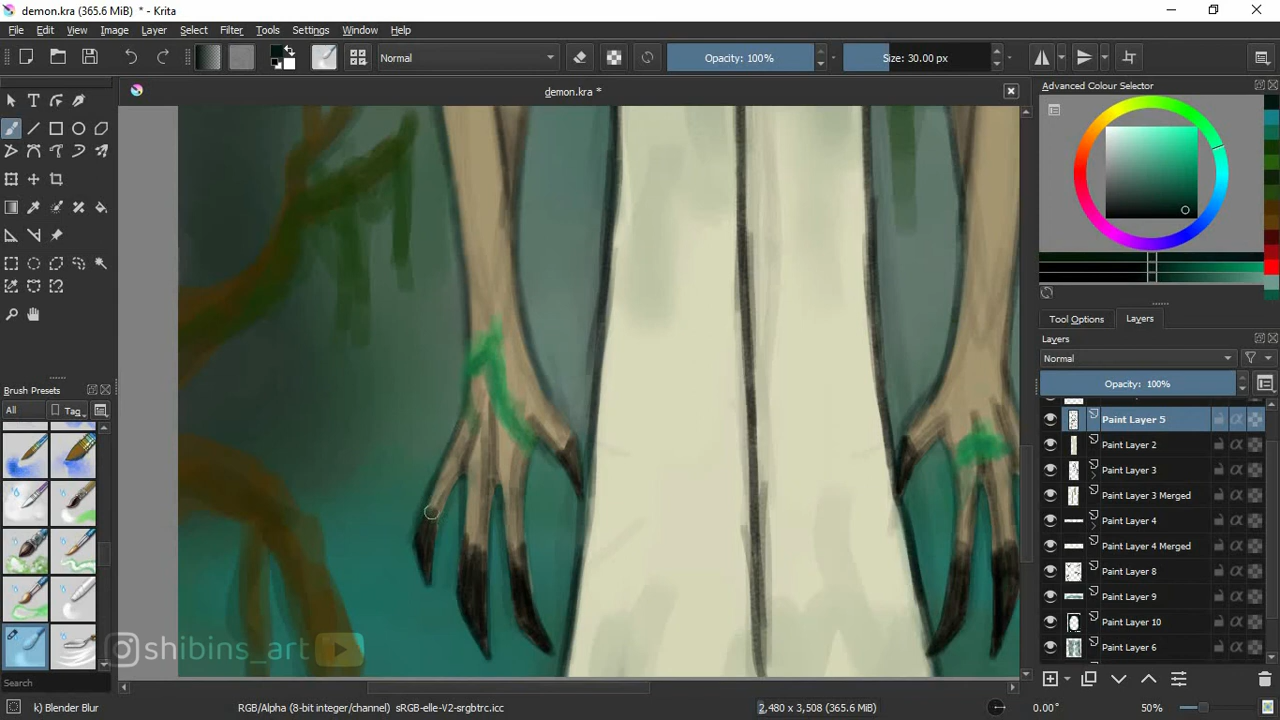 demon.kra (365.6 MiB) * - Krita
File Edit View Image Layer Select Filter Tools Settings Window Help
Normal
Opacity: 100%
Size: 30.00 px
demon.kra *
Advanced Colour Selector
Tool Options
Layers
Layers
Normal
Opacity: 100%
Brush Presets
All
Tag
Paint Layer 5
Paint Layer 2
Paint Layer 3
Paint Layer 3 Merged
Paint Layer 4
Paint Layer 4 Merged
Paint Layer 8
Paint Layer 9
Paint Layer 10
Paint Layer 6
shibins_art
Search
k) Blender Blur
RGB/Alpha (8-bit integer/channel) sRGB-elle-V2-srgbtrc.icc
2,480 x 3,508 (365.6 MiB)
0.00°
50%